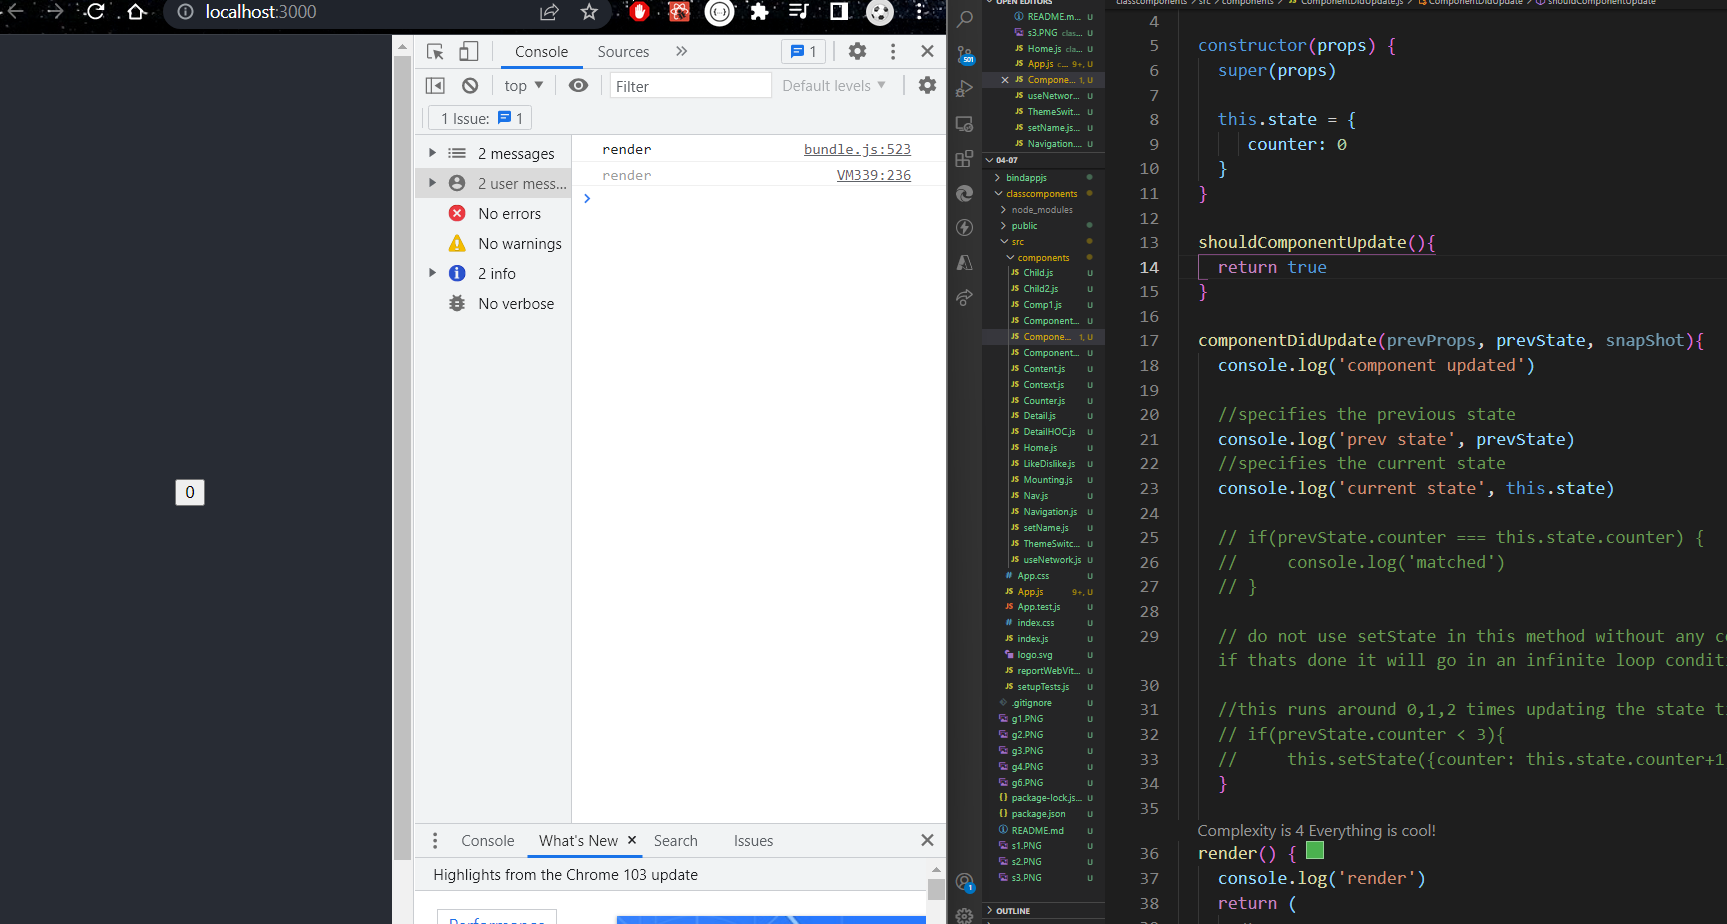 localhost:3000
Console
Sources
1
top
Filter
Default levels
1 Issue:
1
2 messages
2 user mess...
No errors
No warnings
2 info
No verbose
render
bundle.js:523
render
VM339:236
0
Console
What's New
Search
Issues
Highlights from the Chrome 103 update
Performance
501
1
OPEN EDITORS
README.m... U
s3.PNG clas... U
Home.js cla... U
App.js c... 9+, U
Compone... 1, U
useNetwor... U
ThemeSwit... U
setName.js... U
Navigation.... U
04-07
bindappjs
classcomponents
node_modules
public
src
components
Child.js U
Child2.js U
Comp1.js U
Component... U
Compone... 1, U
Component... U
Content.js U
Context.js U
Counter.js U
Detail.js U
DetailHOC.js U
Home.js U
LikeDislike.js U
Mounting.js U
Nav.js U
Navigation.js U
setName.js U
ThemeSwitc... U
useNetwork.js U
App.css U
App.js 9+, U
App.test.js U
index.css U
index.js U
logo.svg U
reportWebVit... U
setupTests.js U
.gitignore U
g1.PNG U
g2.PNG U
g3.PNG U
g4.PNG U
g6.PNG U
package-lock.js... U
package.json U
README.md U
s1.PNG U
s2.PNG U
s3.PNG U
OUTLINE
classcomponents > src > components > JS ComponentDidUpdate.js > ComponentDidUpdate > shouldComponentUpdate
4
5 constructor(props) {
6 super(props)
7
8 this.state = {
9 counter: 0
10 }
11 }
12
13 shouldComponentUpdate(){
14 return true
15 }
16
17 componentDidUpdate(prevProps, prevState, snapShot){
18 console.log('component updated')
19
20 //specifies the previous state
21 console.log('prev state', prevState)
22 //specifies the current state
23 console.log('current state', this.state)
24
25 // if(prevState.counter === this.state.counter) {
26 //     console.log('matched')
27 // }
28
29 // do not use setState in this method without any c
if thats done it will go in an infinite loop condit
30
31 //this runs around 0,1,2 times updating the state t
32 // if(prevState.counter < 3){
33 //     this.setState({counter: this.state.counter+1
34 }
35
Complexity is 4 Everything is cool!
36 render() {
37 console.log('render')
38 return (